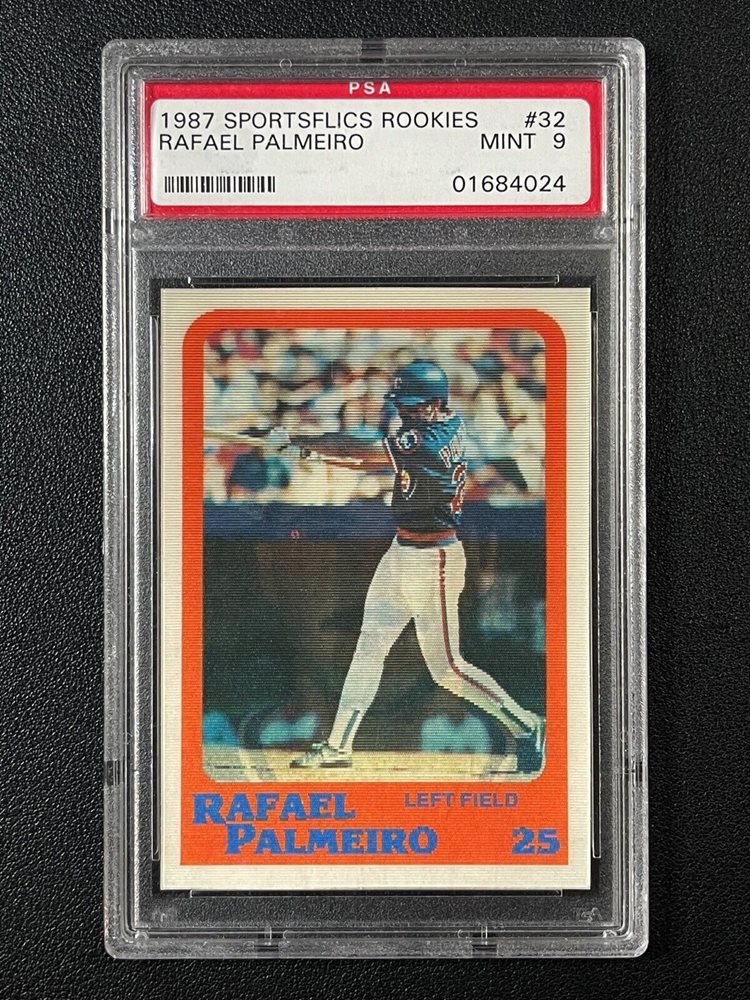 PSA
1987 SPORTSFLICS ROOKIES #32
RAFAEL PALMEIRO MINT 9
01684024
RAFAEL LEFT FIELD
PALMEIRO 25